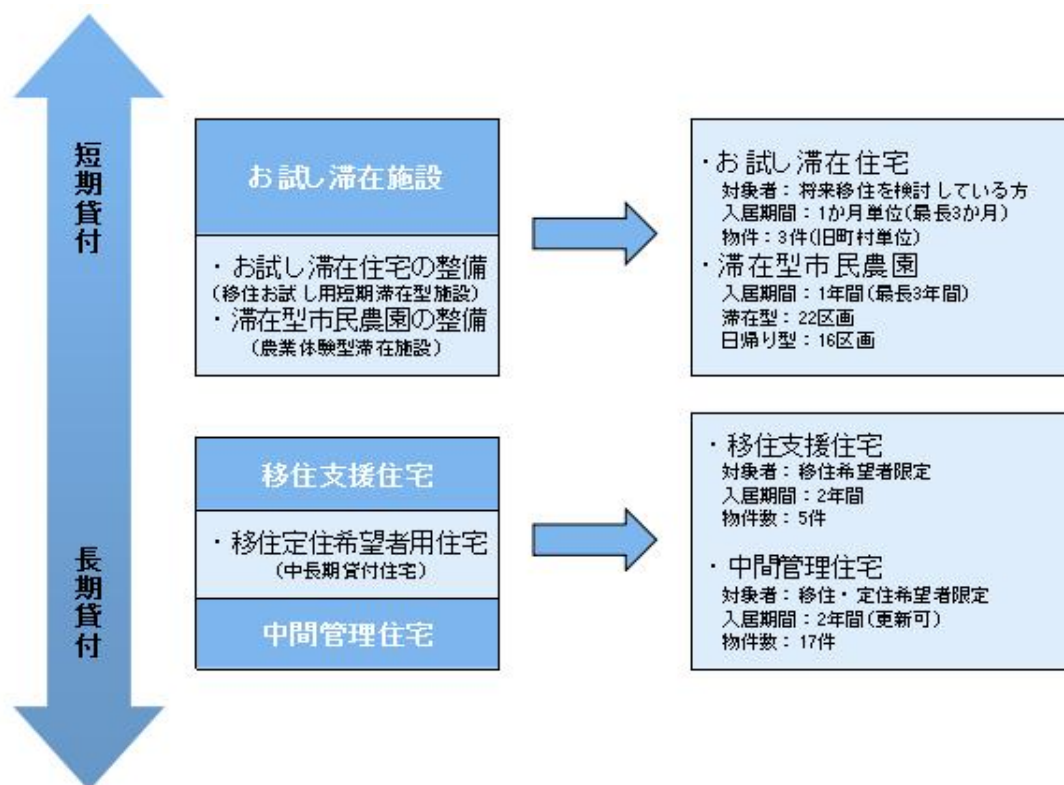 短期貸付
お試し滞在施設
・お試し滞在住宅の整備
(移住お試し用短期滞在型施設)
・滞在型市民農園の整備
(農業体験型滞在施設)
・お試し滞在住宅
対象者：将来移住を検討している方
入居期間：1か月単位(最長3か月)
物件：3件(旧町村単位)
・滞在型市民農園
入居期間：1年間(最長3年間)
滞在型：22区画
日帰り型：16区画
長期貸付
移住支援住宅
・移住定住希望者用住宅
(中長期貸付住宅)
中間管理住宅
・移住支援住宅
対象者：移住希望者限定
入居期間：2年間
物件数：5件
・中間管理住宅
対象者：移住・定住希望者限定
入居期間：2年間(更新可)
物件数：17件